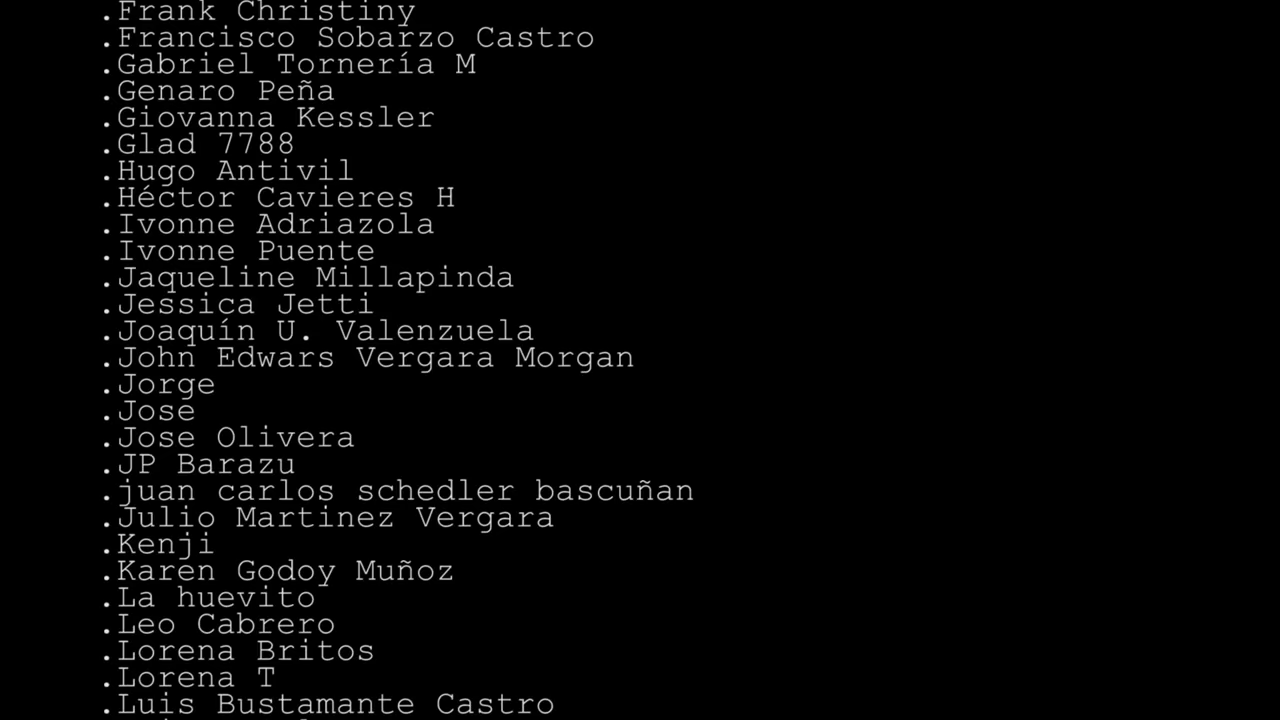 .Frank Christiny
.Francisco Sobarzo Castro
.Gabriel Tornería M
.Genaro Peña
.Giovanna Kessler
.Glad 7788
.Hugo Antivil
.Héctor Cavieres H
.Ivonne Adriazola
.Ivonne Puente
.Jaqueline Millapinda
.Jessica Jetti
.Joaquín U. Valenzuela
.John Edwars Vergara Morgan
.Jorge
.Jose
.Jose Olivera
.JP Barazu
.juan carlos schedler bascuñan
.Julio Martinez Vergara
.Kenji
.Karen Godoy Muñoz
.La huevito
.Leo Cabrero
.Lorena Britos
.Lorena T
.Luis Bustamante Castro